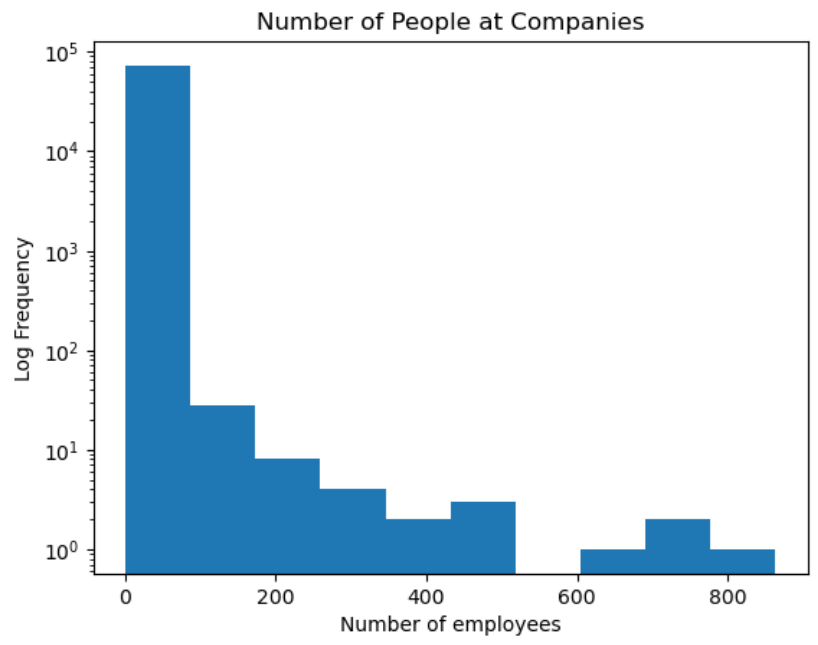 Number of People at Companies
Log Frequency
10⁵
10⁴
10³
10²
10¹
10⁰
0 200 400 600 800
Number of employees